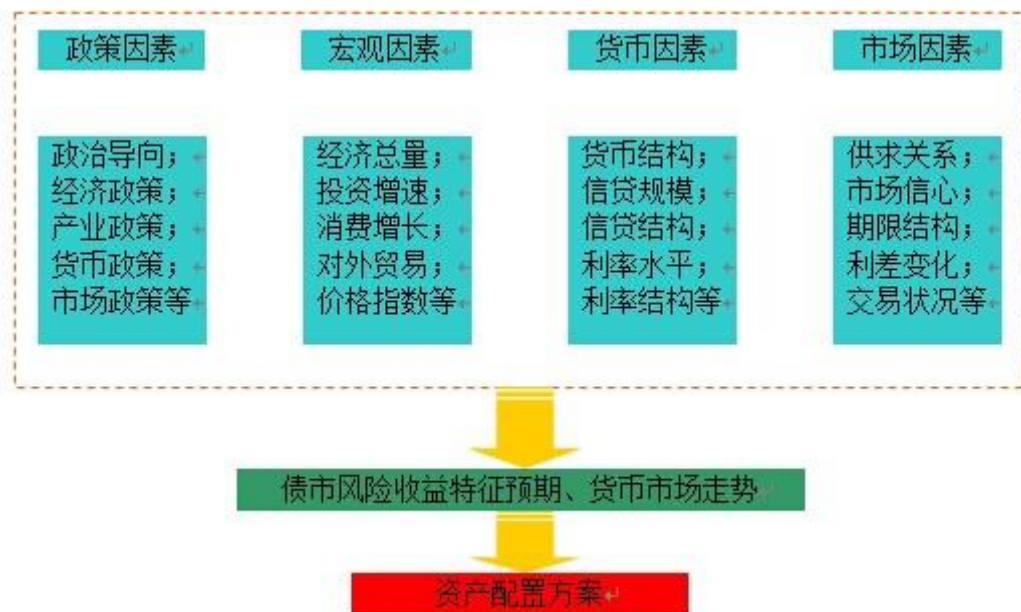 政策因素
宏观因素
货币因素
市场因素
政治导向；
经济政策；
产业政策；
货币政策；
市场政策等
经济总量；
投资增速；
消费增长；
对外贸易；
价格指数等
货币结构；
信贷规模；
信贷结构；
利率水平；
利率结构等
供求关系；
市场信心；
期限结构；
利差变化；
交易状况等
债市风险收益特征预期、货币市场走势
资产配置方案